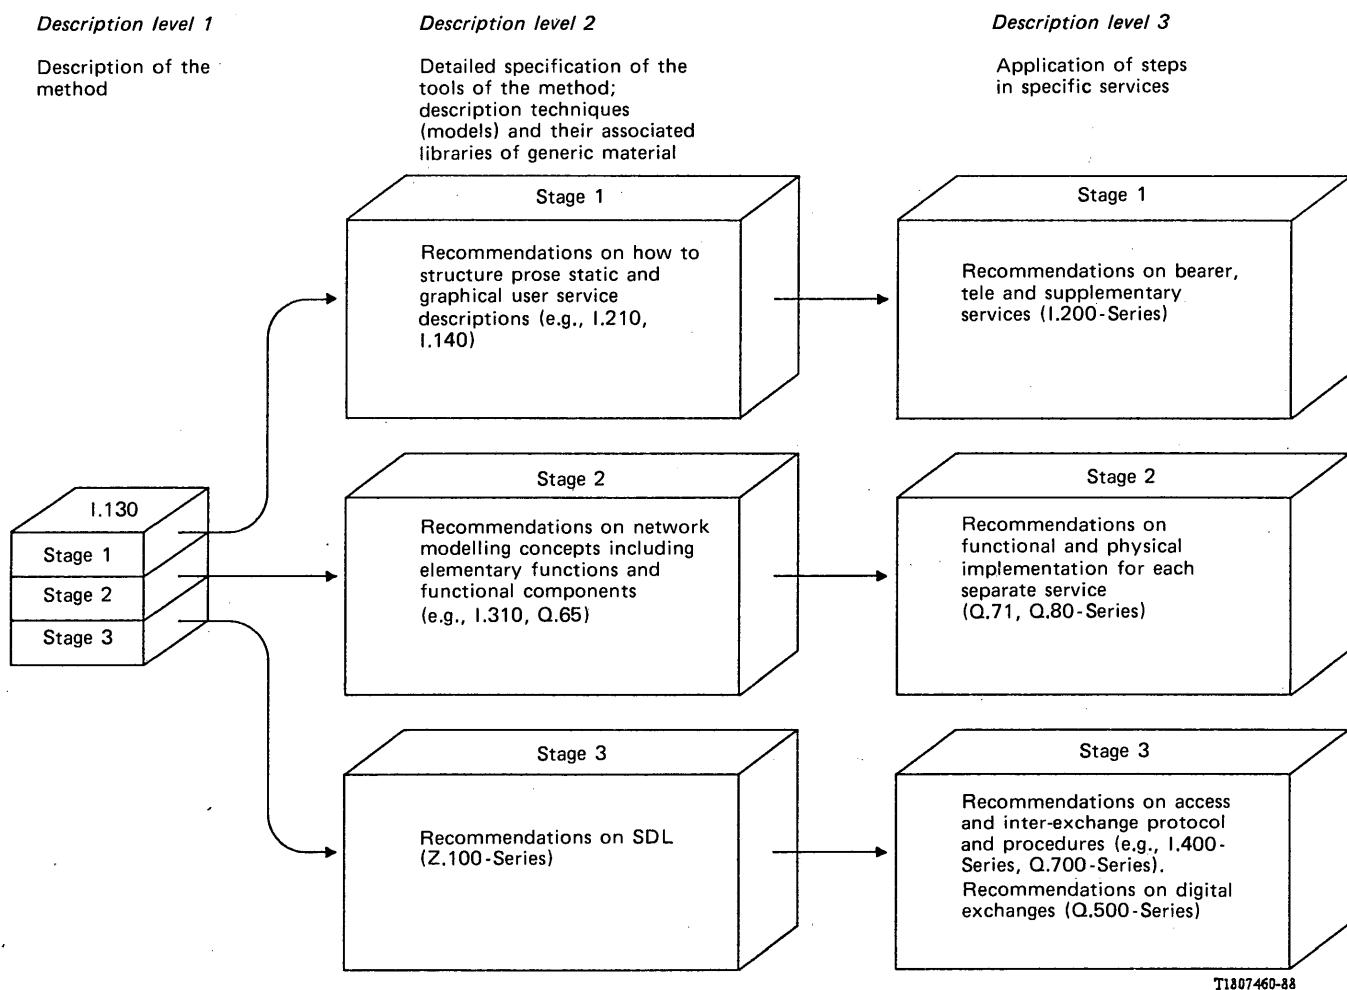 Description level 1
Description of the
method
Description level 2
Detailed specification of the
tools of the method;
description techniques
(models) and their associated
libraries of generic material
Description level 3
Application of steps
in specific services
Stage 1
Recommendations on how to
structure prose static and
graphical user service
descriptions (e.g., I.210,
I.140)
Stage 1
Recommendations on bearer,
tele and supplementary
services (I.200-Series)
I.130
Stage 1
Stage 2
Stage 3
Stage 2
Recommendations on network
modelling concepts including
elementary functions and
functional components
(e.g., I.310, Q.65)
Stage 2
Recommendations on
functional and physical
implementation for each
separate service
(Q.71, Q.80-Series)
Stage 3
Recommendations on SDL
(Z.100-Series)
Stage 3
Recommendations on access
and inter-exchange protocol
and procedures (e.g., I.400-
Series, Q.700-Series).
Recommendations on digital
exchanges (Q.500-Series)
T1807460-88